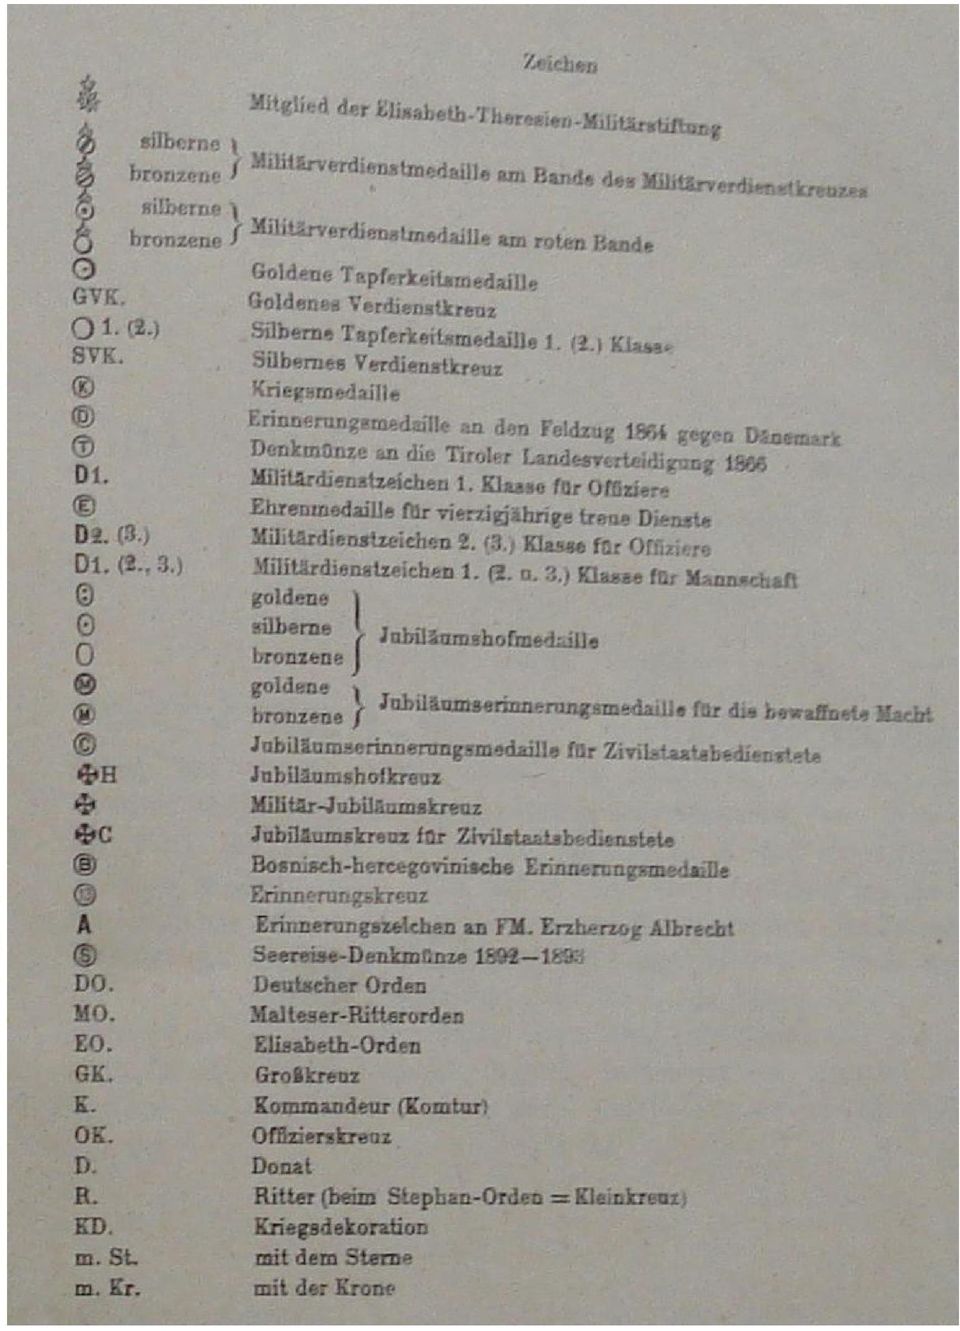 Zeichen
Mitglied der Elisabeth-Theresien-Militärstiftung
silberne
bronzene } Militärverdienstmedaille am Bande des Militärverdienstkreuzes
silberne
bronzene } Militärverdienstmedaille am roten Bande
Goldene Tapferkeitsmedaille
GVK. Goldenes Verdienstkreuz
1. (2.) Silberne Tapferkeitsmedaille 1. (2.) Klasse
SVK. Silbernes Verdienstkreuz
Ⓚ Kriegsmedaille
Ⓓ Erinnerungsmedaille an den Feldzug 1864 gegen Dänemark
Ⓣ Denkmünze an die Tiroler Landesverteidigung 1866
D1. Militärdienstzeichen 1. Klasse für Offiziere
Ⓔ Ehrenmedaille für vierzigjährige treue Dienste
D2. (3.) Militärdienstzeichen 2. (3.) Klasse für Offiziere
D1. (2., 3.) Militärdienstzeichen 1. (2. u. 3.) Klasse für Mannschaft
goldene
silberne } Jubiläumshofmedaille
bronzene
Ⓜ goldene
Ⓜ bronzene } Jubiläumserinnerungsmedaille für die bewaffnete Macht
Ⓒ Jubiläumserinnerungsmedaille für Zivilstaatsbedienstete
✠H Jubiläumshofkreuz
✠ Militär-Jubiläumskreuz
✠C Jubiläumskreuz für Zivilstaatsbedienstete
Ⓑ Bosnisch-hercegovinische Erinnerungsmedaille
⑬ Erinnerungskreuz
A Erinnerungszeichen an FM. Erzherzog Albrecht
Ⓢ Seereise-Denkmünze 1892—1893
DO. Deutscher Orden
MO. Malteser-Ritterorden
EO. Elisabeth-Orden
GK. Großkreuz
K. Kommandeur (Komtur)
OK. Offizierskreuz
D. Donat
R. Ritter (beim Stephan-Orden = Kleinkreuz)
KD. Kriegsdekoration
m. St. mit dem Sterne
m. Kr. mit der Krone